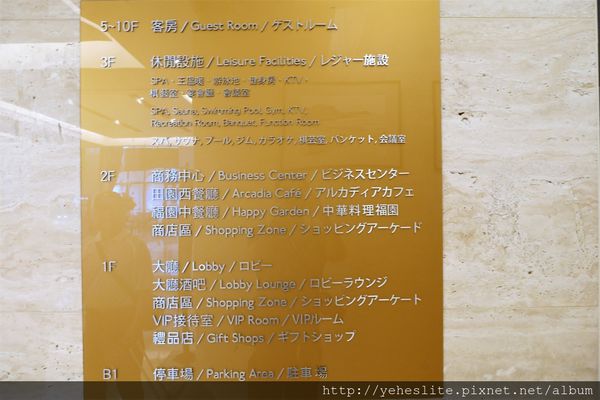 5~10F 客房 / Guest Room / ゲストルーム
3F 休閒設施 / Leisure Facilities / レジャー施設
SPA、三溫暖、游泳池、健身房、KTV、
棋藝室、宴會廳、會議室
SPA, Sauna, Swimming Pool, Gym, KTV,
Recreation Room, Banquet, Function Room
スパ, サウナ, プール, ジム, カラオケ, 棋室室, バンケット, 会議室
2F 商務中心 / Business Center / ビジネスセンター
田園西餐廳 / Arcadia Café / アルカディアカフェ
福園中餐廳 / Happy Garden / 中華料理福園
商店區 / Shopping Zone / ショッピングアーケード
1F 大廳 / Lobby / ロビー
大廳酒吧 / Lobby Lounge / ロビーラウンジ
商店區 / Shopping Zone / ショッピングアーケート
VIP接待室 / VIP Room / VIPルーム
禮品店 / Gift Shops / ギフトショップ
B1 停車場 / Parking Area / 駐車場
http://yeheslite.pixnet.net/album